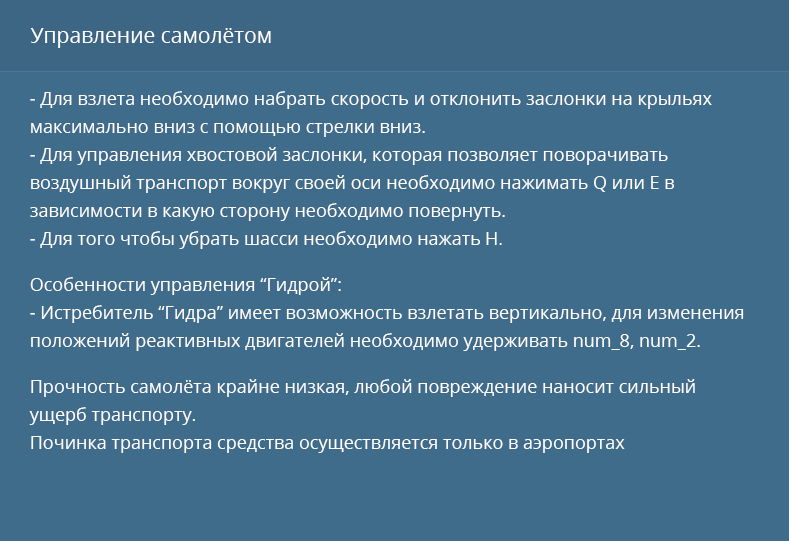 Управление самолётом
- Для взлета необходимо набрать скорость и отклонить заслонки на крыльях
максимально вниз с помощью стрелки вниз.
- Для управления хвостовой заслонки, которая позволяет поворачивать
воздушный транспорт вокруг своей оси необходимо нажимать Q или E в
зависимости в какую сторону необходимо повернуть.
- Для того чтобы убрать шасси необходимо нажать Н.
Особенности управления “Гидрой”:
- Истребитель “Гидра” имеет возможность взлетать вертикально, для изменения
положений реактивных двигателей необходимо удерживать num_8, num_2.
Прочность самолёта крайне низкая, любой повреждение наносит сильный
ущерб транспорту.
Починка транспорта средства осуществляется только в аэропортах